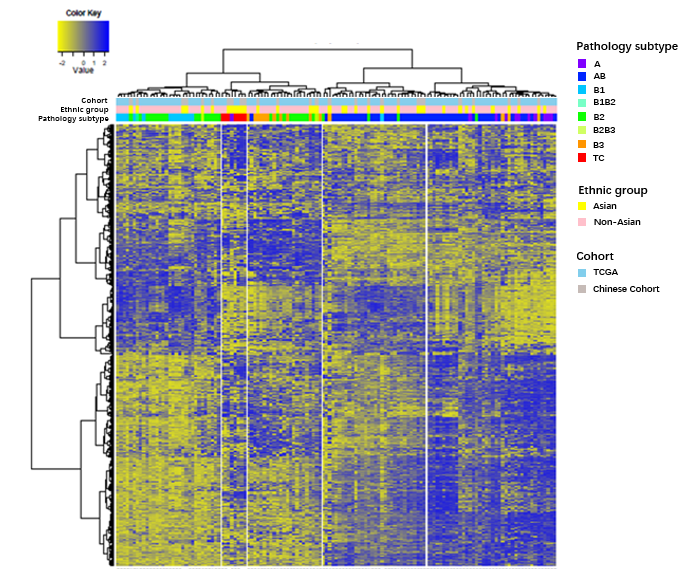 Color Key
-2 0 1 2
Value
Cohort
Ethnic group
Pathology subtype
Pathology subtype
A
AB
B1
B1B2
B2
B2B3
B3
TC
Ethnic group
Asian
Non-Asian
Cohort
TCGA
Chinese Cohort